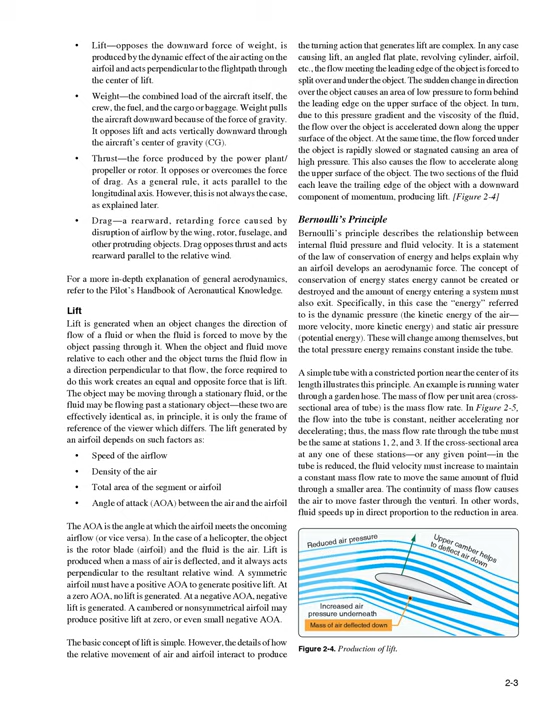 • Lift—opposes the downward force of weight, is
produced by the dynamic effect of the air acting on the
airfoil and acts perpendicular to the flightpath through
the center of lift.
• Weight—the combined load of the aircraft itself, the
crew, the fuel, and the cargo or baggage. Weight pulls
the aircraft downward because of the force of gravity.
It opposes lift and acts vertically downward through
the aircraft's center of gravity (CG).
• Thrust—the force produced by the power plant/
propeller or rotor. It opposes or overcomes the force
of drag. As a general rule, it acts parallel to the
longitudinal axis. However, this is not always the case,
as explained later.
• Drag—a rearward, retarding force caused by
disruption of airflow by the wing, rotor, fuselage, and
other protruding objects. Drag opposes thrust and acts
rearward parallel to the relative wind.
For a more in-depth explanation of general aerodynamics,
refer to the Pilot's Handbook of Aeronautical Knowledge.
Lift
Lift is generated when an object changes the direction of
flow of a fluid or when the fluid is forced to move by the
object passing through it. When the object and fluid move
relative to each other and the object turns the fluid flow in
a direction perpendicular to that flow, the force required to
do this work creates an equal and opposite force that is lift.
The object may be moving through a stationary fluid, or the
fluid may be flowing past a stationary object—these two are
effectively identical as, in principle, it is only the frame of
reference of the viewer which differs. The lift generated by
an airfoil depends on such factors as:
• Speed of the airflow
• Density of the air
• Total area of the segment or airfoil
• Angle of attack (AOA) between the air and the airfoil
The AOA is the angle at which the airfoil meets the oncoming
airflow (or vice versa). In the case of a helicopter, the object
is the rotor blade (airfoil) and the fluid is the air. Lift is
produced when a mass of air is deflected, and it always acts
perpendicular to the resultant relative wind. A symmetric
airfoil must have a positive AOA to generate positive lift. At
a zero AOA, no lift is generated. At a negative AOA, negative
lift is generated. A cambered or nonsymmetrical airfoil may
produce positive lift at zero, or even small negative AOA.
The basic concept of lift is simple. However, the details of how
the relative movement of air and airfoil interact to produce
the turning action that generates lift are complex. In any case
causing lift, an angled flat plate, revolving cylinder, airfoil,
etc., the flow meeting the leading edge of the object is forced to
split over and under the object. The sudden change in direction
over the object causes an area of low pressure to form behind
the leading edge on the upper surface of the object. In turn,
due to this pressure gradient and the viscosity of the fluid,
the flow over the object is accelerated down along the upper
surface of the object. At the same time, the flow forced under
the object is rapidly slowed or stagnated causing an area of
high pressure. This also causes the flow to accelerate along
the upper surface of the object. The two sections of the fluid
each leave the trailing edge of the object with a downward
component of momentum, producing lift. [Figure 2-4]
Bernoulli's Principle
Bernoulli's principle describes the relationship between
internal fluid pressure and fluid velocity. It is a statement
of the law of conservation of energy and helps explain why
an airfoil develops an aerodynamic force. The concept of
conservation of energy states energy cannot be created or
destroyed and the amount of energy entering a system must
also exit. Specifically, in this case the "energy" referred
to is the dynamic pressure (the kinetic energy of the air—
more velocity, more kinetic energy) and static air pressure
(potential energy). These will change among themselves, but
the total pressure energy remains constant inside the tube.
A simple tube with a constricted portion near the center of its
length illustrates this principle. An example is running water
through a garden hose. The mass of flow per unit area (cross-
sectional area of tube) is the mass flow rate. In Figure 2-5,
the flow into the tube is constant, neither accelerating nor
decelerating; thus, the mass flow rate through the tube must
be the same at stations 1, 2, and 3. If the cross-sectional area
at any one of these stations—or any given point—in the
tube is reduced, the fluid velocity must increase to maintain
a constant mass flow rate to move the same amount of fluid
through a smaller area. The continuity of mass flow causes
the air to move faster through the venturi. In other words,
fluid speeds up in direct proportion to the reduction in area.
Reduced air pressure
Upper camber helps
to deflect air down
Increased air
pressure underneath
Mass of air deflected down
Figure 2-4. Production of lift.
2-3